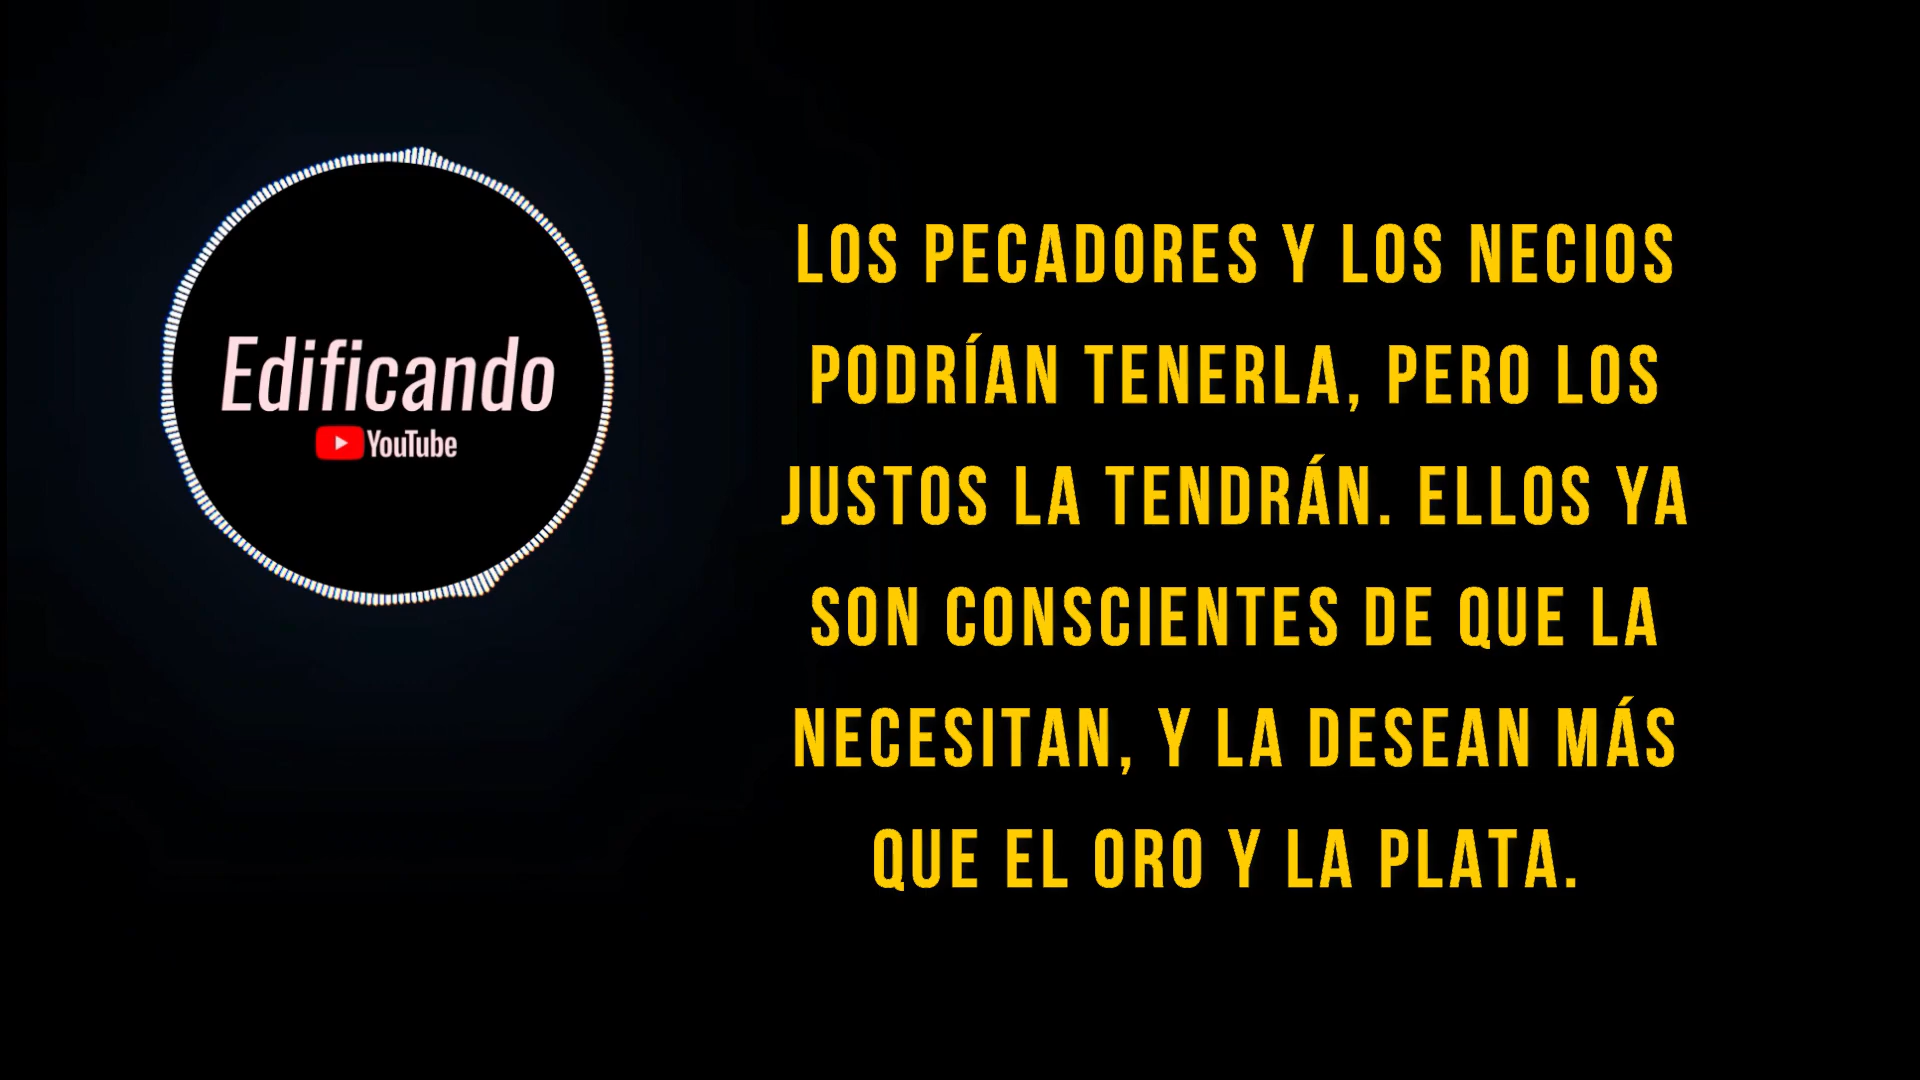 Edificando
YouTube
LOS PECADORES Y LOS NECIOS
PODRÍAN TENERLA, PERO LOS
JUSTOS LA TENDRÁN. ELLOS YA
SON CONSCIENTES DE QUE LA
NECESITAN, Y LA DESEAN MÁS
QUE EL ORO Y LA PLATA.